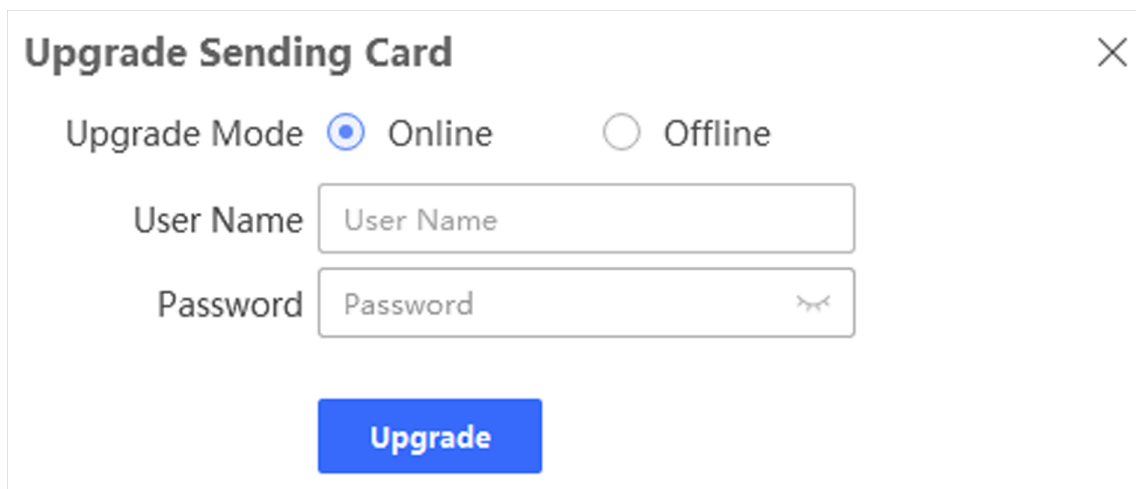 Upgrade Sending Card
Upgrade Mode Online Offline
User Name User Name
Password Password
Upgrade